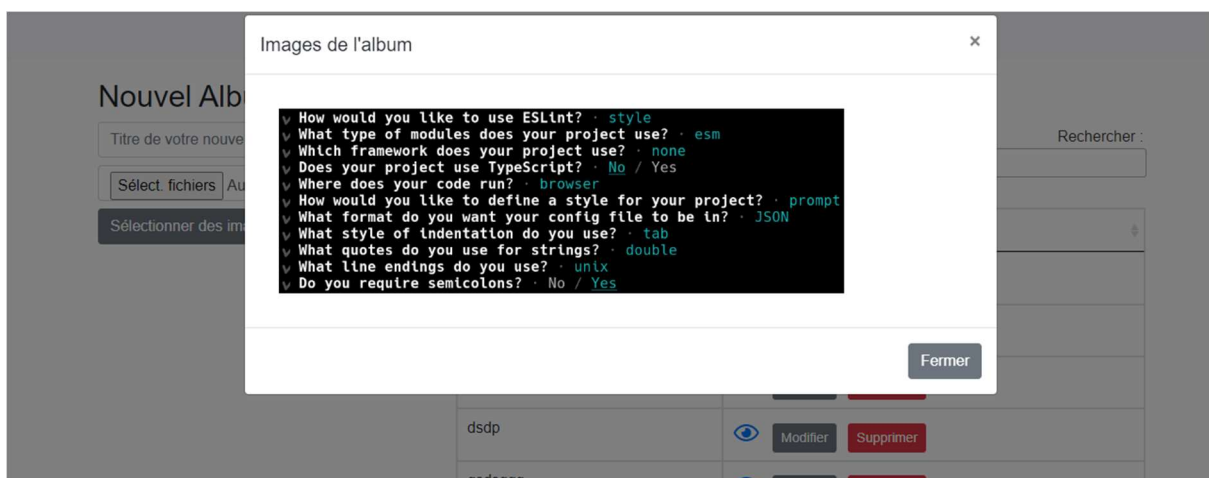 Images de l'album
×
Nouvel Alb
Titre de votre nouve
Rechercher :
Sélect. fichiers Au
Sélectionner des im
v How would you like to use ESLint? · style
v What type of modules does your project use? · esm
v Which framework does your project use? · none
v Does your project use TypeScript? · No / Yes
v Where does your code run? · browser
v How would you like to define a style for your project? · prompt
v What format do you want your config file to be in? · JSON
v What style of indentation do you use? · tab
v What quotes do you use for strings? · double
v What line endings do you use? · unix
v Do you require semicolons? · No / Yes
Fermer
dsdp Modifier Supprimer